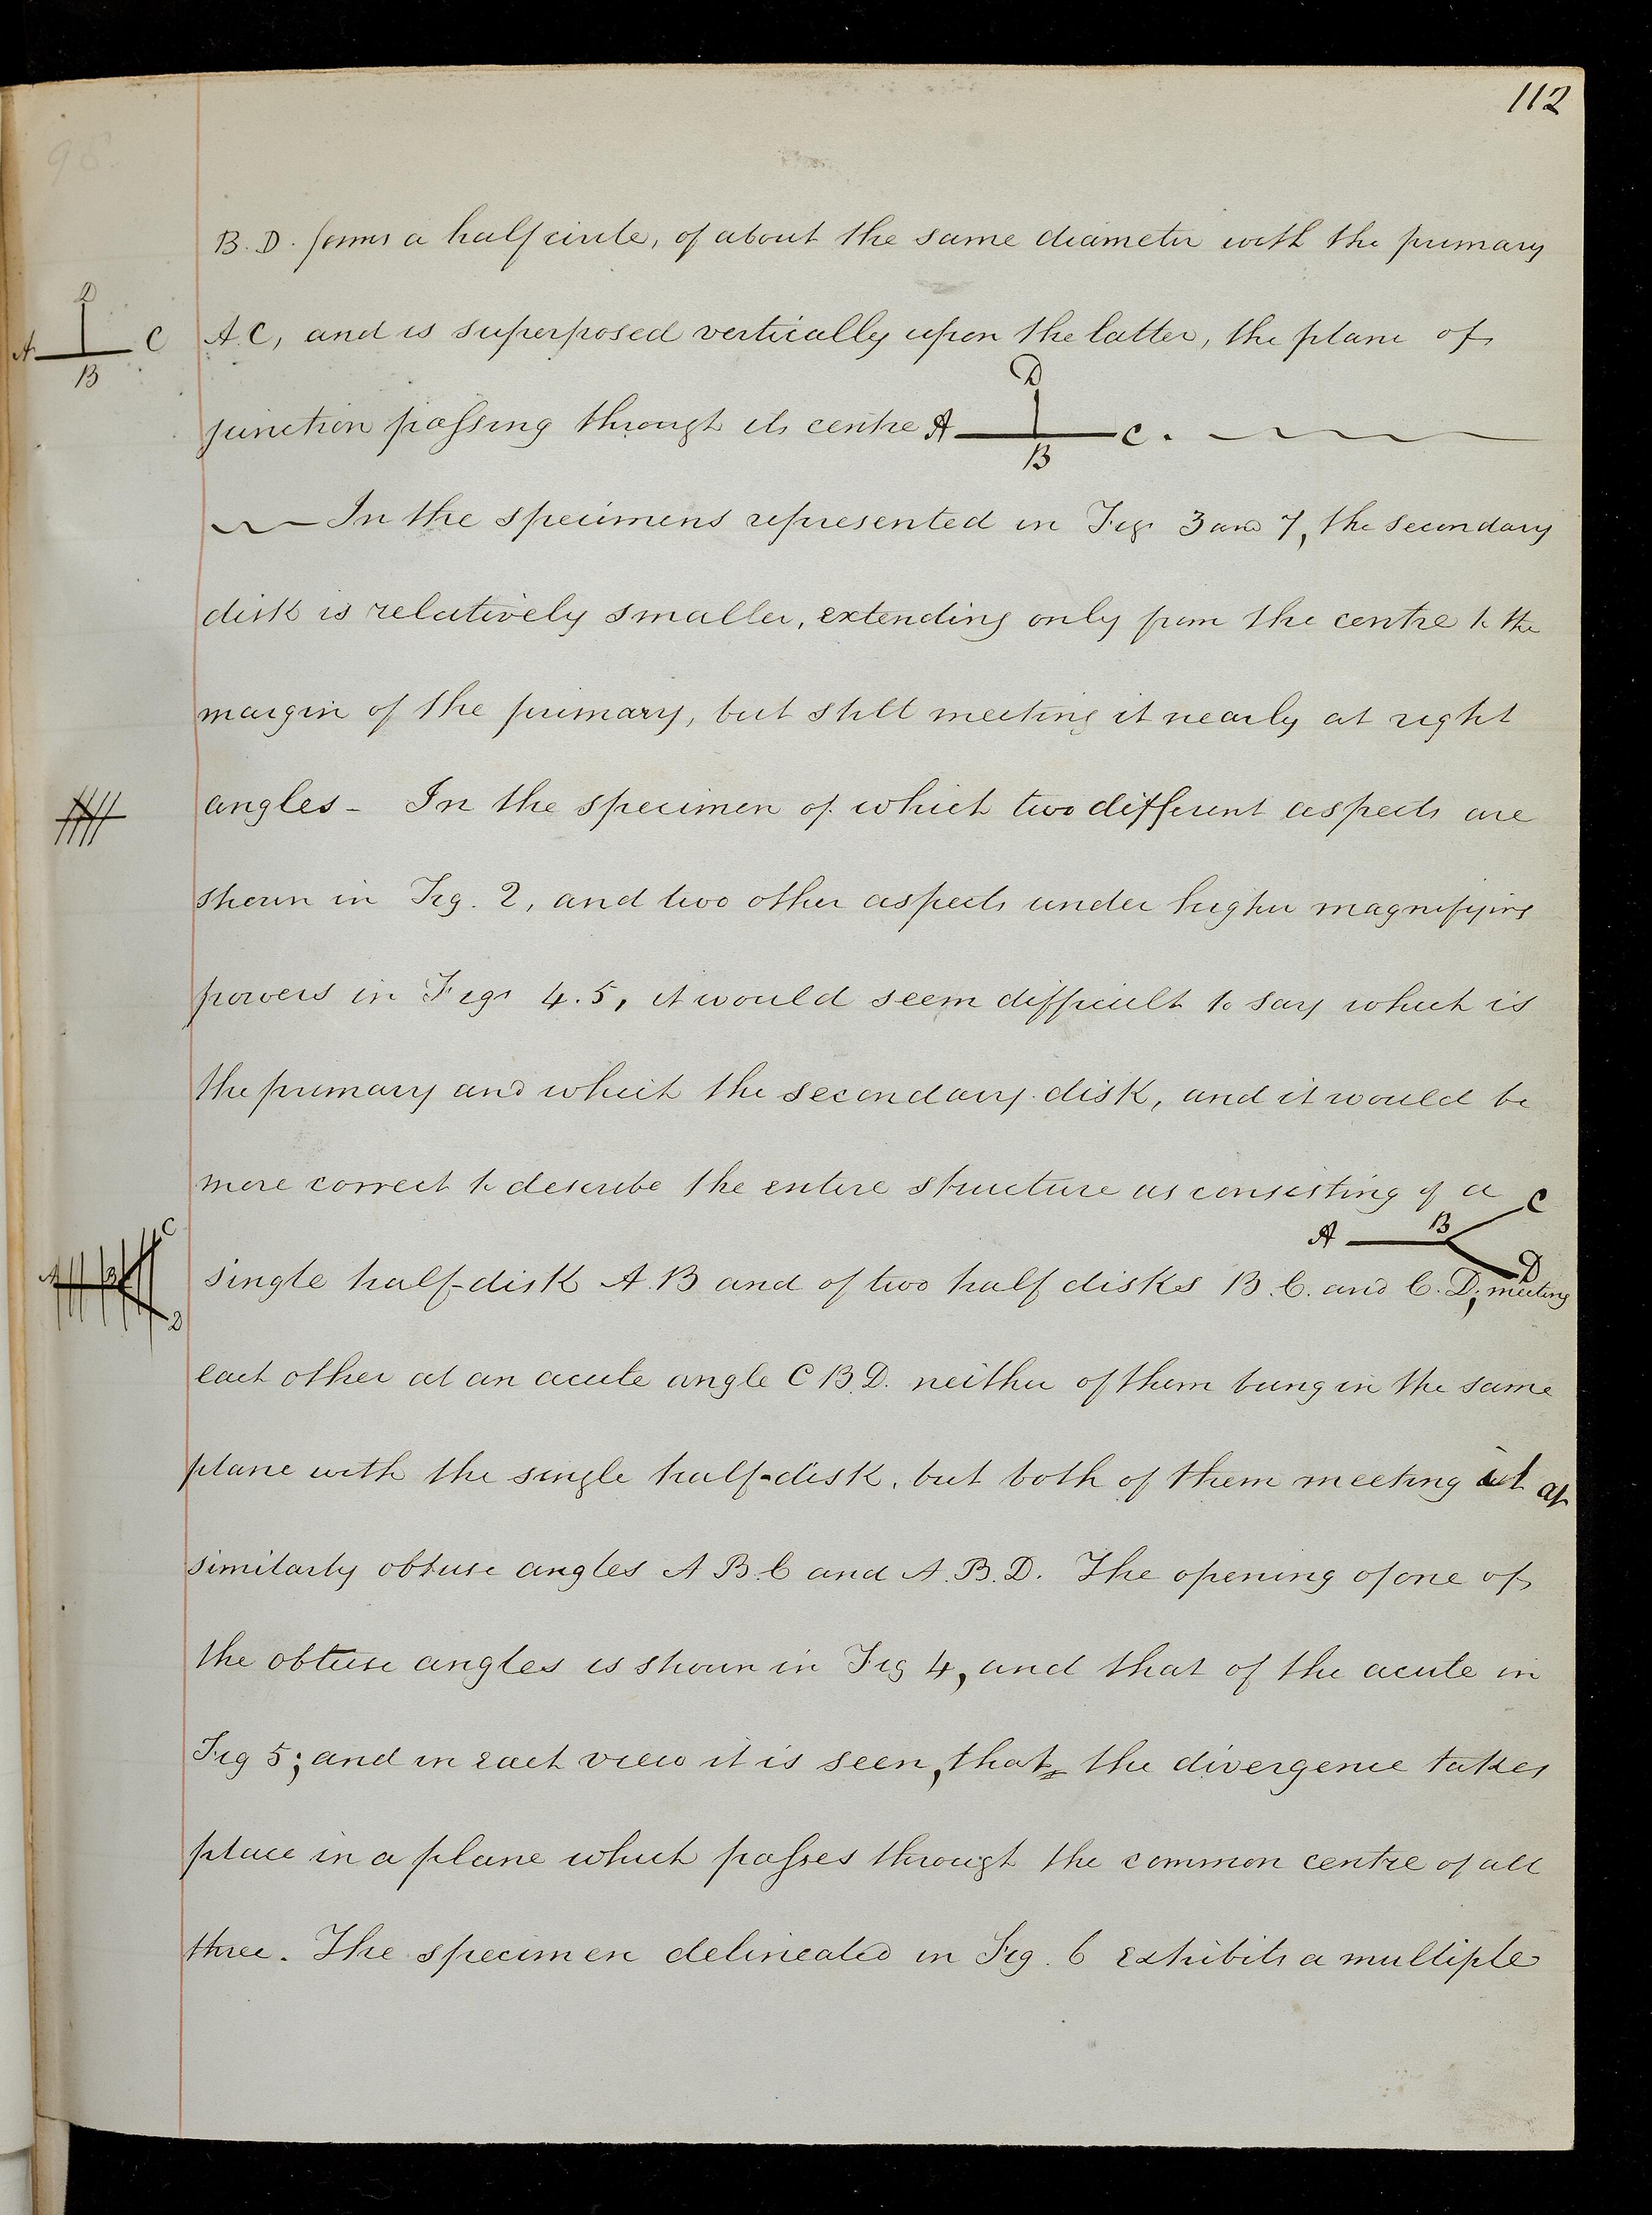 112
98.
B. D. forms a half circle, of about the same diameter with the primary
D
A C
B
A. C, and is superposed vertically upon the latter, the plane of
D
junction passing through its centre A C.
B
In the specimens represented in Figs 3 and 7, the secondary
disk is relatively smaller, extending only from the centre to the
margin of the primary, but still meeting it nearly at right
angles - In the specimen of which two different aspects are
shown in Fig. 2, and two other aspects under higher magnifying
powers in Figs 4. 5, it would seem difficult to say which is
the primary and which the secondary disk, and it would be
more correct to describe the entire structure as consisting of a
A B C
D
A B C
D
single half-disk A. B and of two half disks B. C. and C. D; meeting
each other at an acute angle C B. D. neither of them being in the same
plane with the single half-disk, but both of them meeting it at
similarly obtuse angles A B. C and A. B. D. The opening of one of
the obtuse angles is shown in Fig 4, and that of the acute in
Fig 5; and in each view it is seen, that the divergence takes
place in a plane which passes through the common centre of all
three. The specimen delineated in Fig. 6 exhibits a multiple